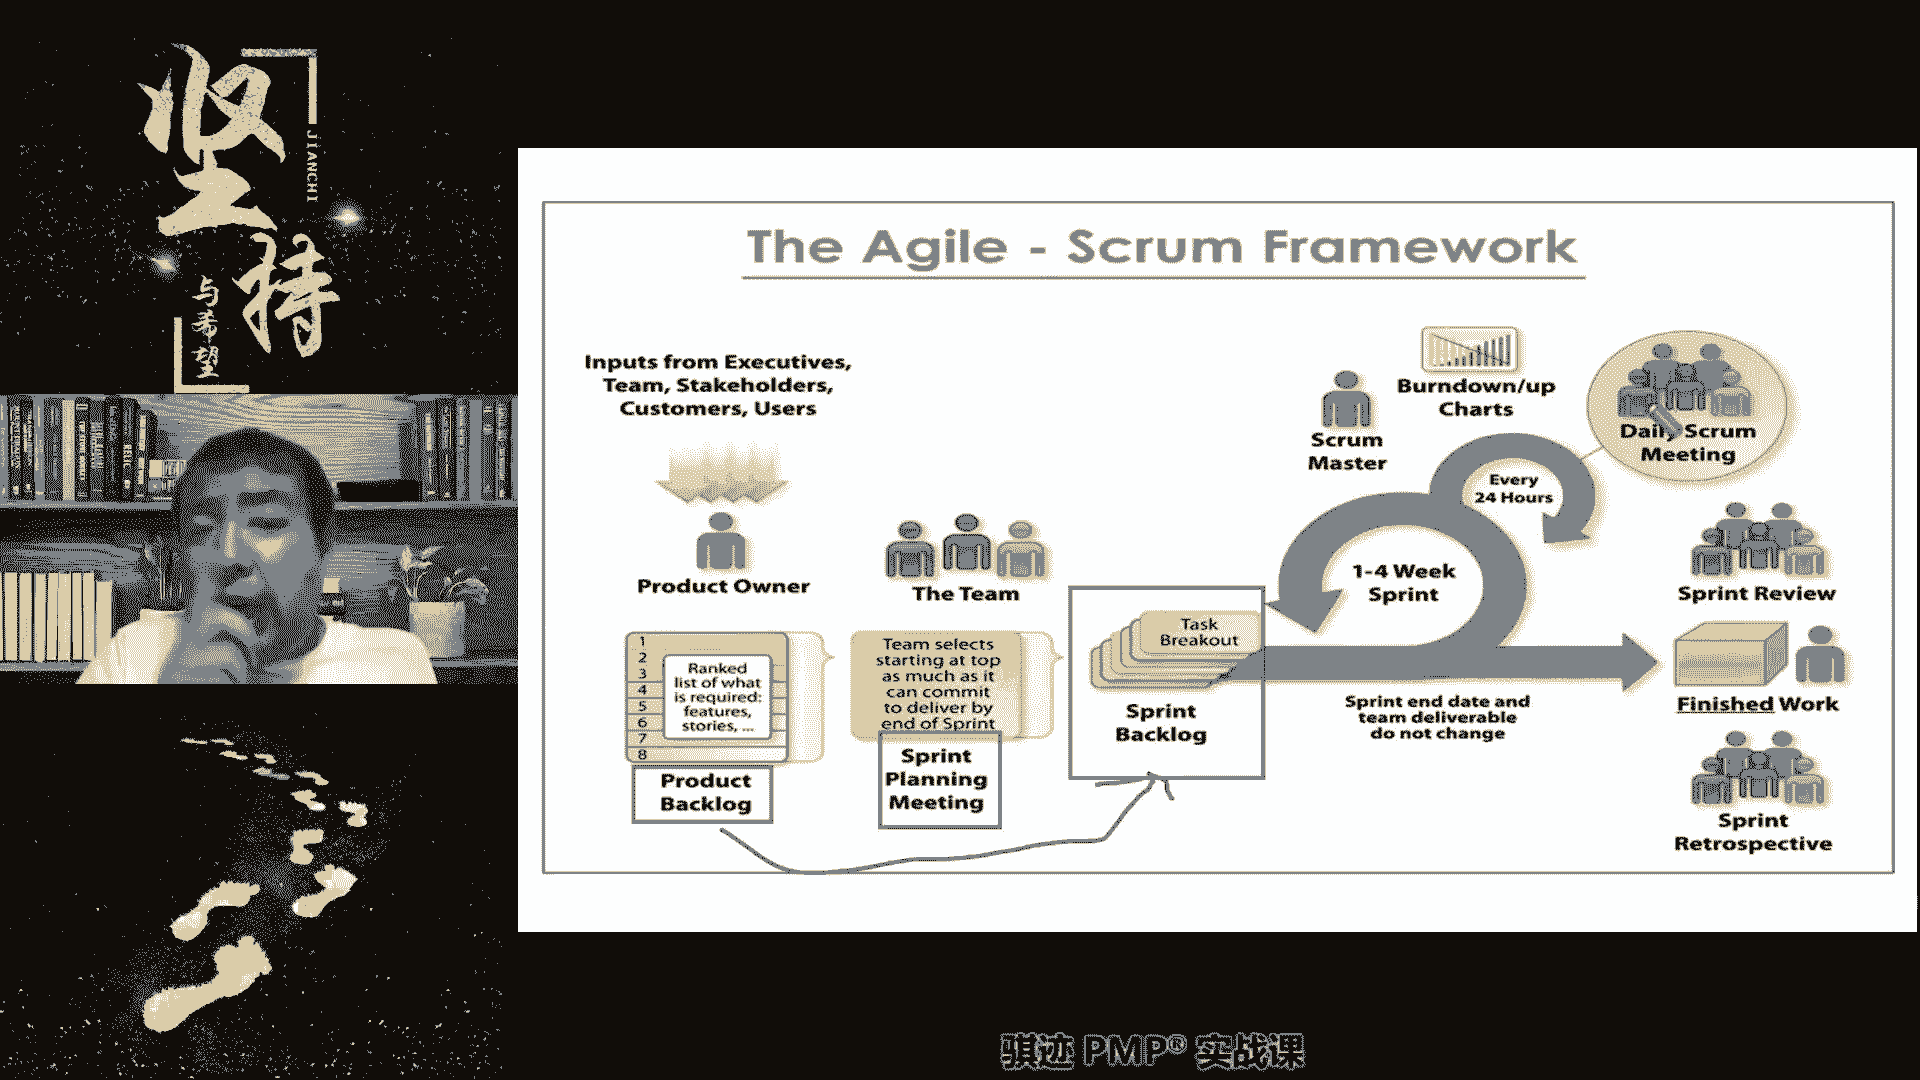 坚持
JIANCHI
与希望
The Agile - Scrum Framework
Inputs from Executives,
Team, Stakeholders,
Customers, Users
Product Owner
1
2
3
4
5
6
7
8
Ranked
list of what
is required:
features,
stories, ...
Product
Backlog
The Team
Team selects
starting at top
as much as it
can commit
to deliver by
end of Sprint
Sprint
Planning
Meeting
Task
Breakout
Sprint
Backlog
Scrum
Master
Burndown/up
Charts
Every
24 Hours
1-4 Week
Sprint
Sprint end date and
team deliverable
do not change
Daily Scrum
Meeting
Sprint Review
Finished Work
Sprint
Retrospective
骐迹 PMP® 实战课